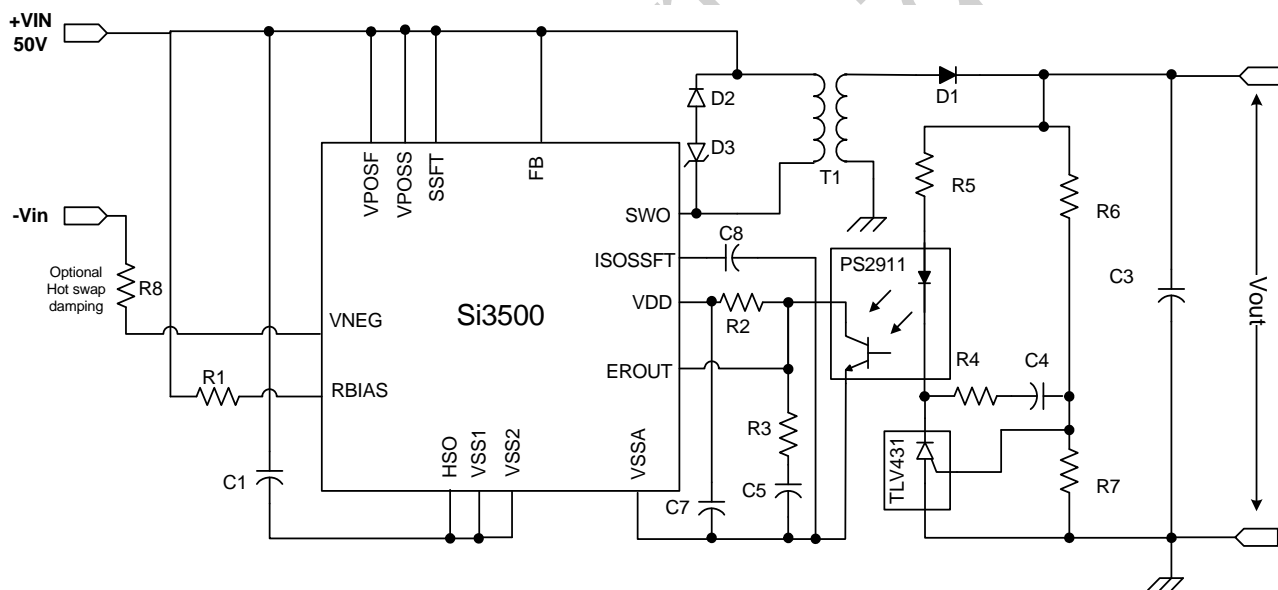 +VIN
50V
-Vin
Optional
Hot swap
damping
R8
R1
C1
VPOSF
VPOSS
SSFT
FB
VNEG
RBIAS
Si3500
HSO
VSS1
VSS2
VSSA
SWO
ISOSSFT
VDD
EROUT
D2
D3
T1
D1
C8
R2
R3
C5
C7
PS2911
R5
R6
R4
C4
TLV431
R7
C3
Vout